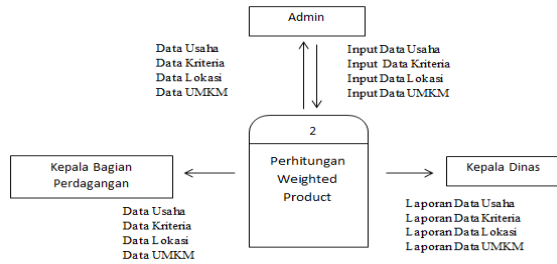 Admin
Data Usaha
Data Kriteria
Data Lokasi
Data UMKM
Input Data Usaha
Input Data Kriteria
Input Data Lokasi
Input Data UMKM
2
Perhitungan
Weighted
Product
Kepala Bagian
Perdagangan
Kepala Dinas
Data Usaha
Data Kriteria
Data Lokasi
Data UMKM
Laporan Data Usaha
Laporan Data Kriteria
Laporan Data Lokasi
Laporan Data UMKM